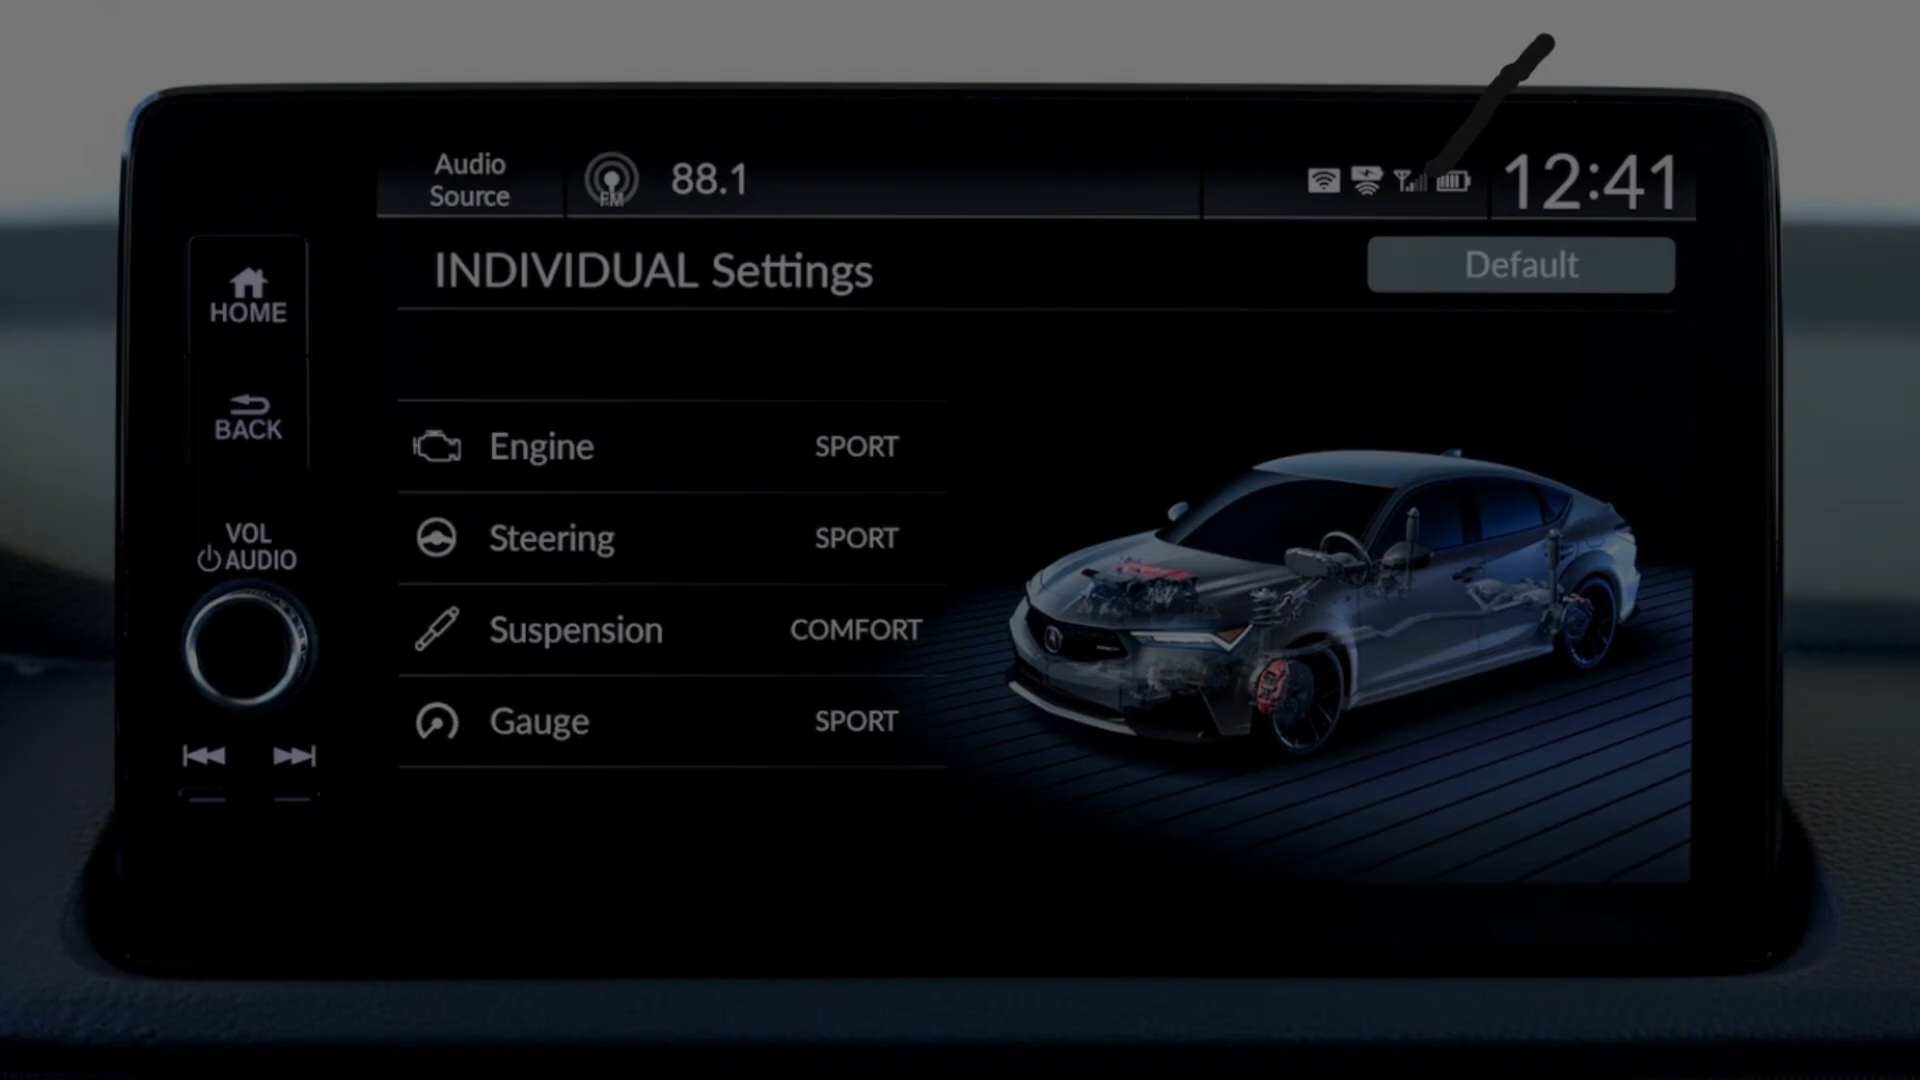 Audio
Source
FM
88.1
12:41
INDIVIDUAL Settings
Default
HOME
BACK
VOL
AUDIO
Engine SPORT
Steering SPORT
Suspension COMFORT
Gauge SPORT